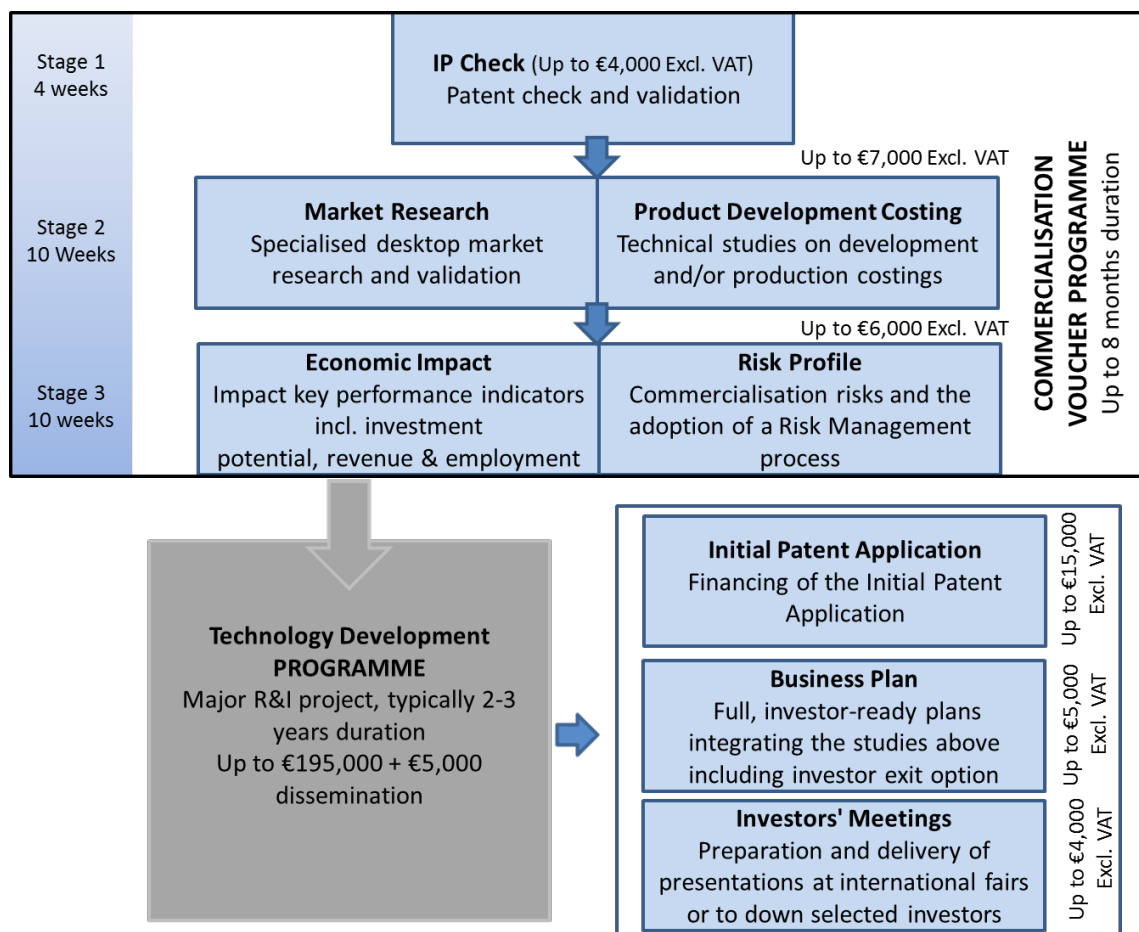 Stage 1
4 weeks
IP Check (Up to €4,000 Excl. VAT)
Patent check and validation
Up to €7,000 Excl. VAT
Stage 2
10 Weeks
Market Research
Specialised desktop market
research and validation
Product Development Costing
Technical studies on development
and/or production costings
Up to €6,000 Excl. VAT
Stage 3
10 weeks
Economic Impact
Impact key performance indicators
incl. investment
potential, revenue & employment
Risk Profile
Commercialisation risks and the
adoption of a Risk Management
process
COMMERCIALISATION
VOUCHER PROGRAMME
Up to 8 months duration
Technology Development
PROGRAMME
Major R&I project, typically 2-3
years duration
Up to €195,000 + €5,000
dissemination
Initial Patent Application
Financing of the Initial Patent
Application
Up to €15,000
Excl. VAT
Business Plan
Full, investor-ready plans
integrating the studies above
including investor exit option
Up to €5,000
Excl. VAT
Investors' Meetings
Preparation and delivery of
presentations at international fairs
or to down selected investors
Up to €4,000
Excl. VAT